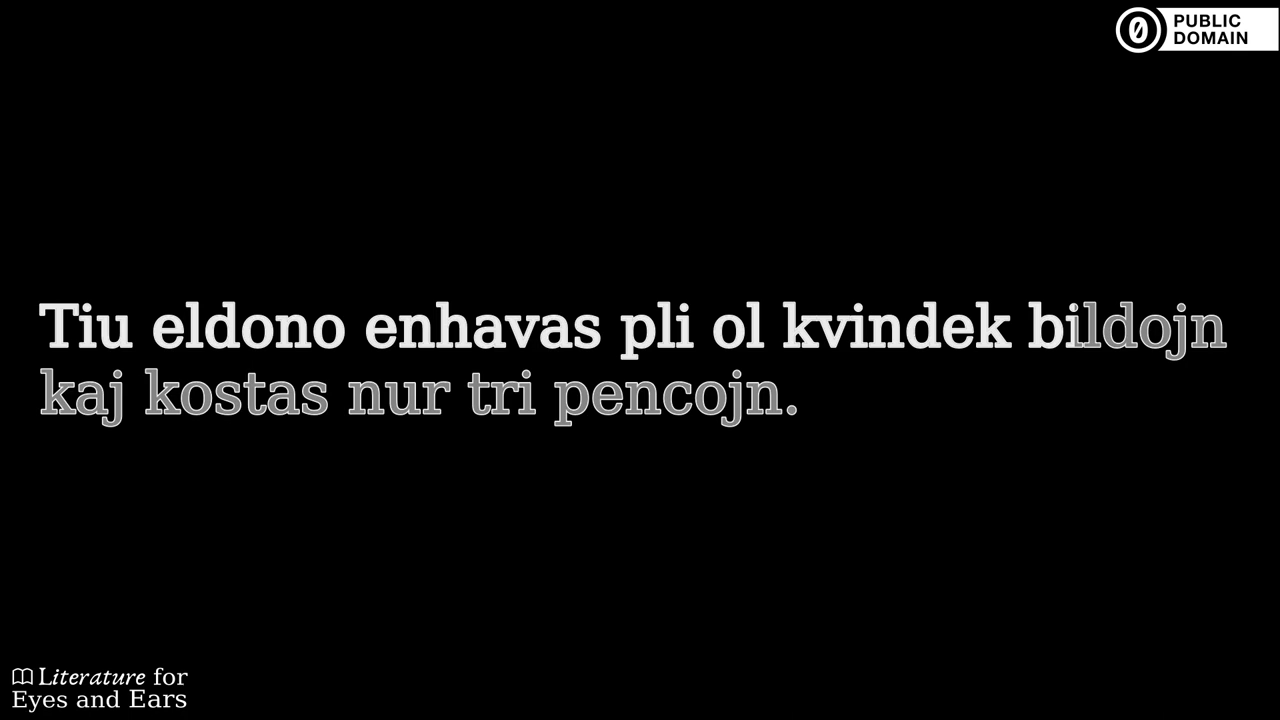 PUBLIC
DOMAIN
Tiu eldono enhavas pli ol kvindek bildojn
kaj kostas nur tri pencojn.
Literature for
Eyes and Ears